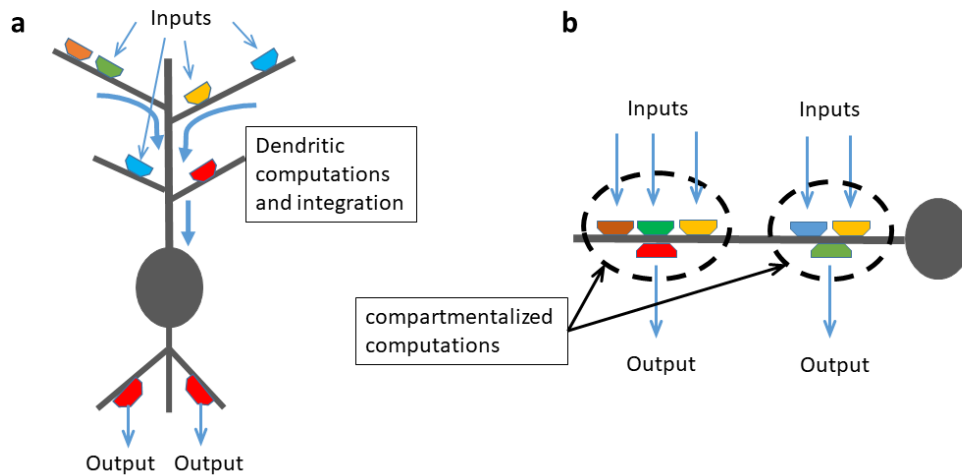 a
Inputs
Dendritic
computations
and integration
Output
Output
b
Inputs
Inputs
compartmentalized
computations
Output
Output